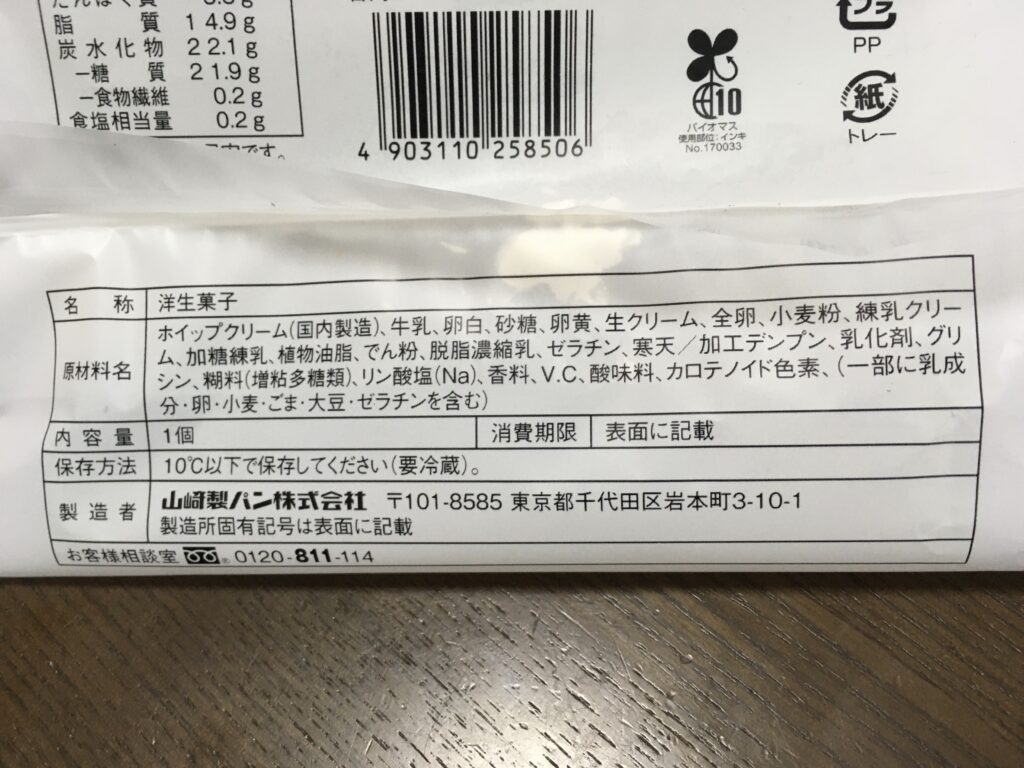 脂質 14.9g
炭水化物 22.1g
-糖質 21.9g
-食物繊維 0.2g
食塩相当量 0.2g
です。
4 903110 258506
10
バイオマス
使用部位:インキ
No.170033
プラ
PP
紙
トレー
名称 洋生菓子
原材料名 ホイップクリーム(国内製造)、牛乳、卵白、砂糖、卵黄、生クリーム、全卵、小麦粉、練乳クリー
ム、加糖練乳、植物油脂、でん粉、脱脂濃縮乳、ゼラチン、寒天/加工デンプン、乳化剤、グリ
シン、糊料(増粘多糖類)、リン酸塩(Na)、香料、V.C、酸味料、カロテノイド色素、(一部に乳成
分・卵・小麦・ごま・大豆・ゼラチンを含む)
内容量 1個 消費期限 表面に記載
保存方法 10℃以下で保存してください(要冷蔵)。
製造者 山崎製パン株式会社 〒101-8585 東京都千代田区岩本町3-10-1
製造所固有記号は表面に記載
お客様相談室 0120-811-114